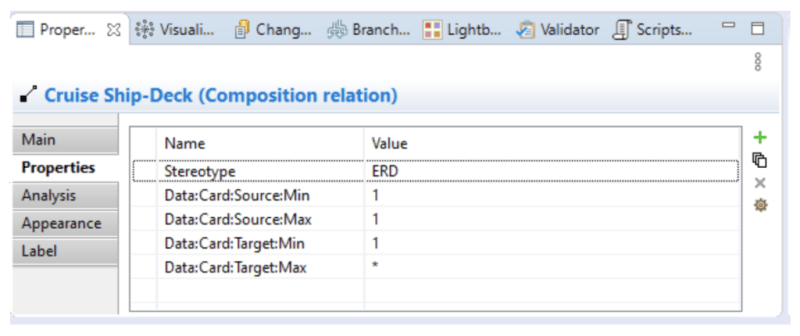 Proper... Visuali... Chang... Branch... Lightb... Validator Scripts...
Cruise Ship-Deck (Composition relation)
Main
Properties
Analysis
Appearance
Label
Name Value
Stereotype ERD
Data:Card:Source:Min 1
Data:Card:Source:Max 1
Data:Card:Target:Min 1
Data:Card:Target:Max *